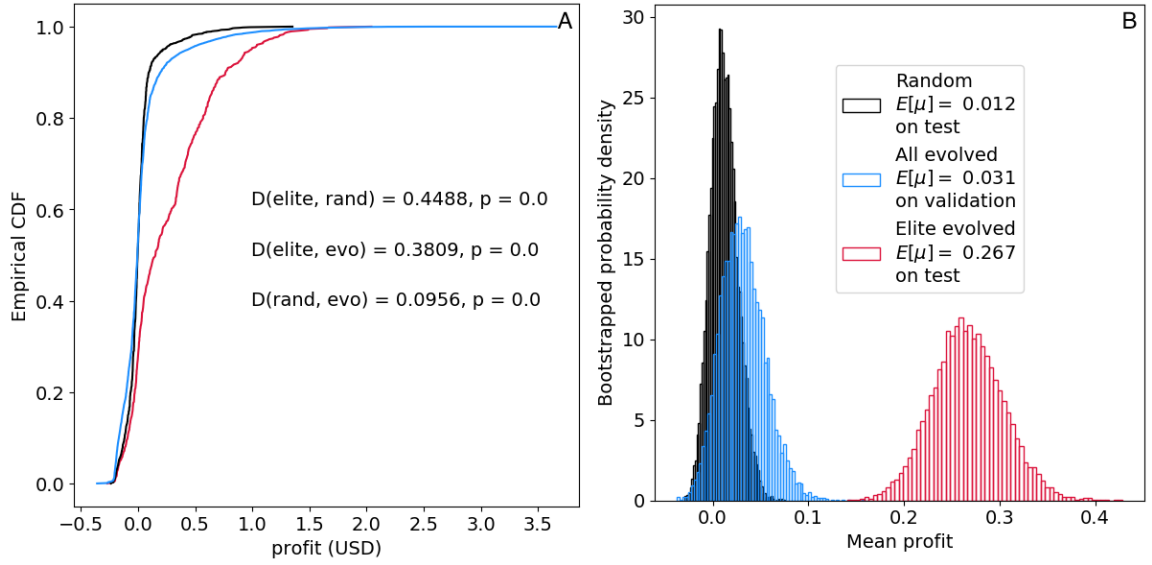 A
Empirical CDF
1.0
0.8
0.6
0.4
0.2
0.0
D(elite, rand) = 0.4488, p = 0.0
D(elite, evo) = 0.3809, p = 0.0
D(rand, evo) = 0.0956, p = 0.0
−0.5 0.0 0.5 1.0 1.5 2.0 2.5 3.0 3.5
profit (USD)
B
Bootstrapped probability density
30
25
20
15
10
5
0
Random
E[μ] = 0.012
on test
All evolved
E[μ] = 0.031
on validation
Elite evolved
E[μ] = 0.267
on test
0.0 0.1 0.2 0.3 0.4
Mean profit